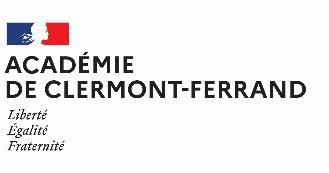 ACADÉMIE
DE CLERMONT-FERRAND
Liberté
Égalité
Fraternité